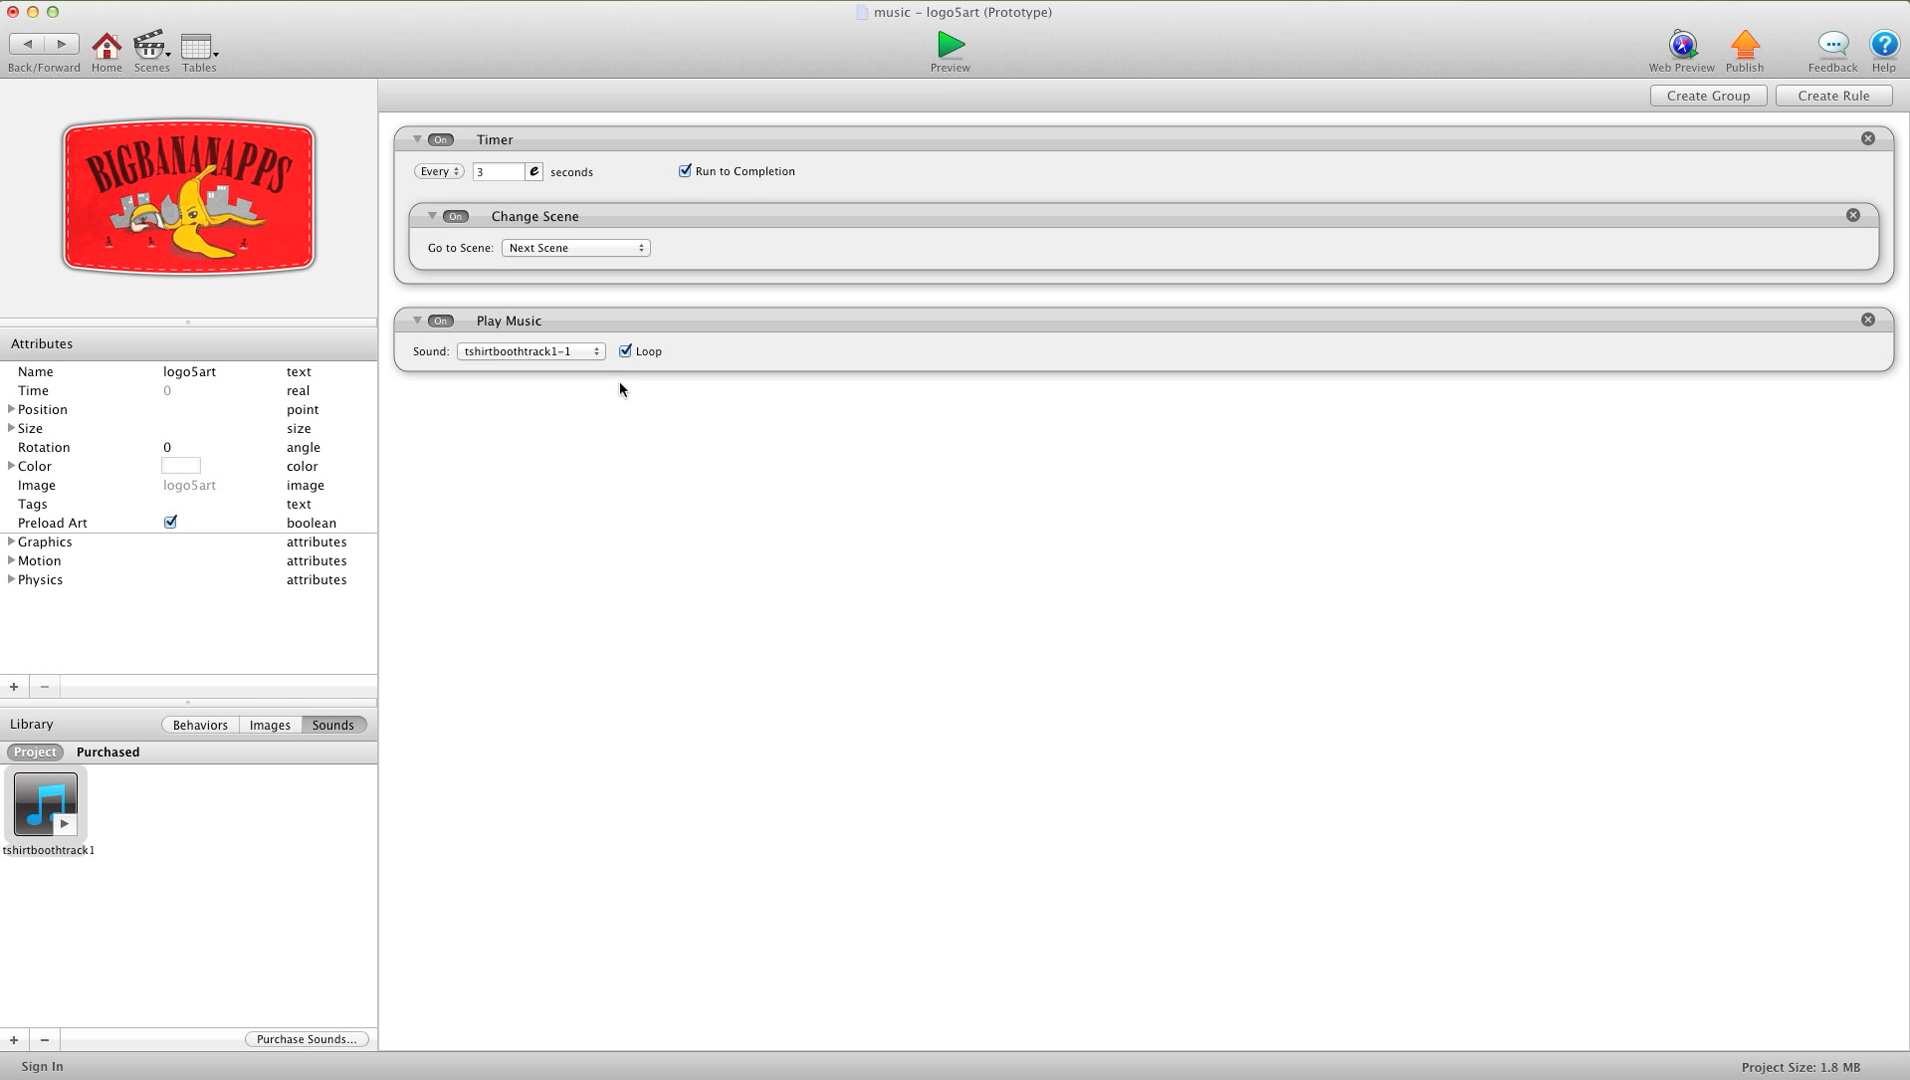 music – logo5art (Prototype)
Back/Forward
Home
Scenes
Tables
Preview
Web Preview
Publish
Feedback
Help
Create Group
Create Rule
BIGBANANAPPS
On Timer
Every 3 e seconds Run to Completion
On Change Scene
Go to Scene: Next Scene
On Play Music
Sound: tshirtboothtrack1-1 Loop
Attributes
Name logo5art text
Time 0 real
Position point
Size size
Rotation 0 angle
Color color
Image logo5art image
Tags text
Preload Art boolean
Graphics attributes
Motion attributes
Physics attributes
+ −
Library Behaviors Images Sounds
Project Purchased
tshirtboothtrack1
+ − Purchase Sounds...
Sign In
Project Size: 1.8 MB